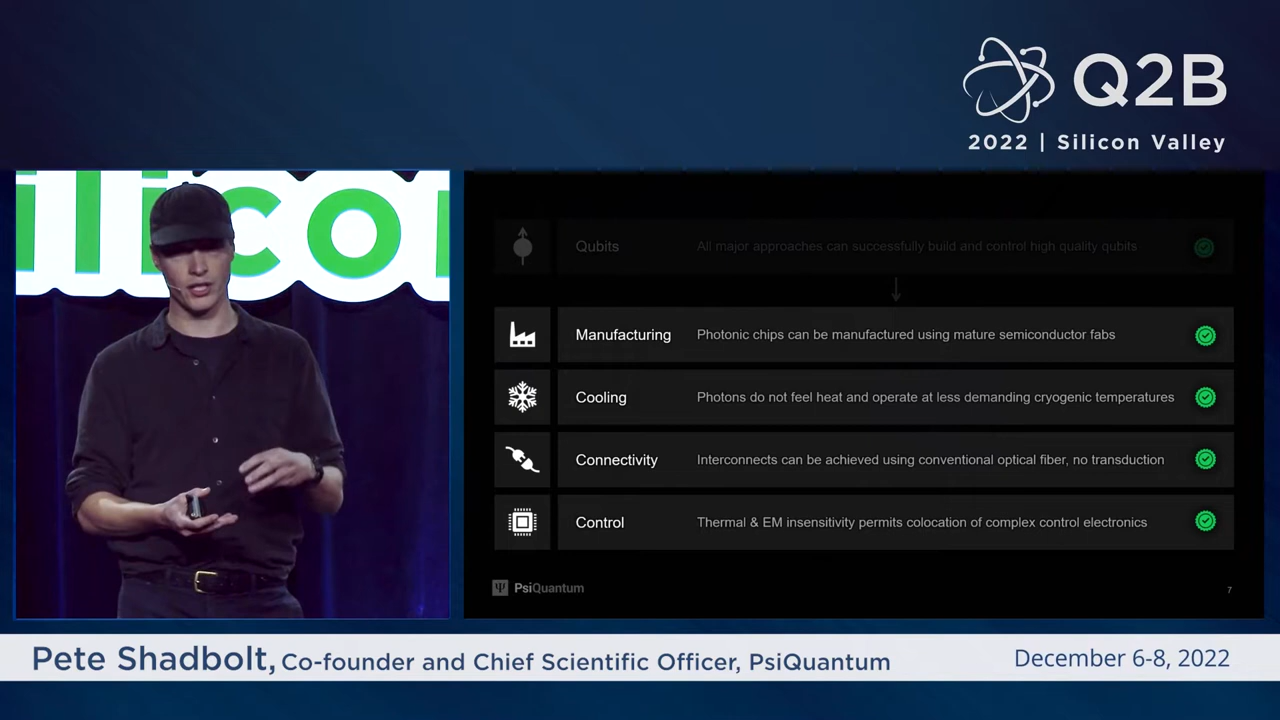 Q2B
2022 | Silicon Valley
ilicon
Qubits All major approaches can successfully build and control high quality qubits
Manufacturing Photonic chips can be manufactured using mature semiconductor fabs
Cooling Photons do not feel heat and operate at less demanding cryogenic temperatures
Connectivity Interconnects can be achieved using conventional optical fiber, no transduction
Control Thermal & EM insensitivity permits colocation of complex control electronics
Ψ PsiQuantum 7
Pete Shadbolt, Co-founder and Chief Scientific Officer, PsiQuantum December 6-8, 2022